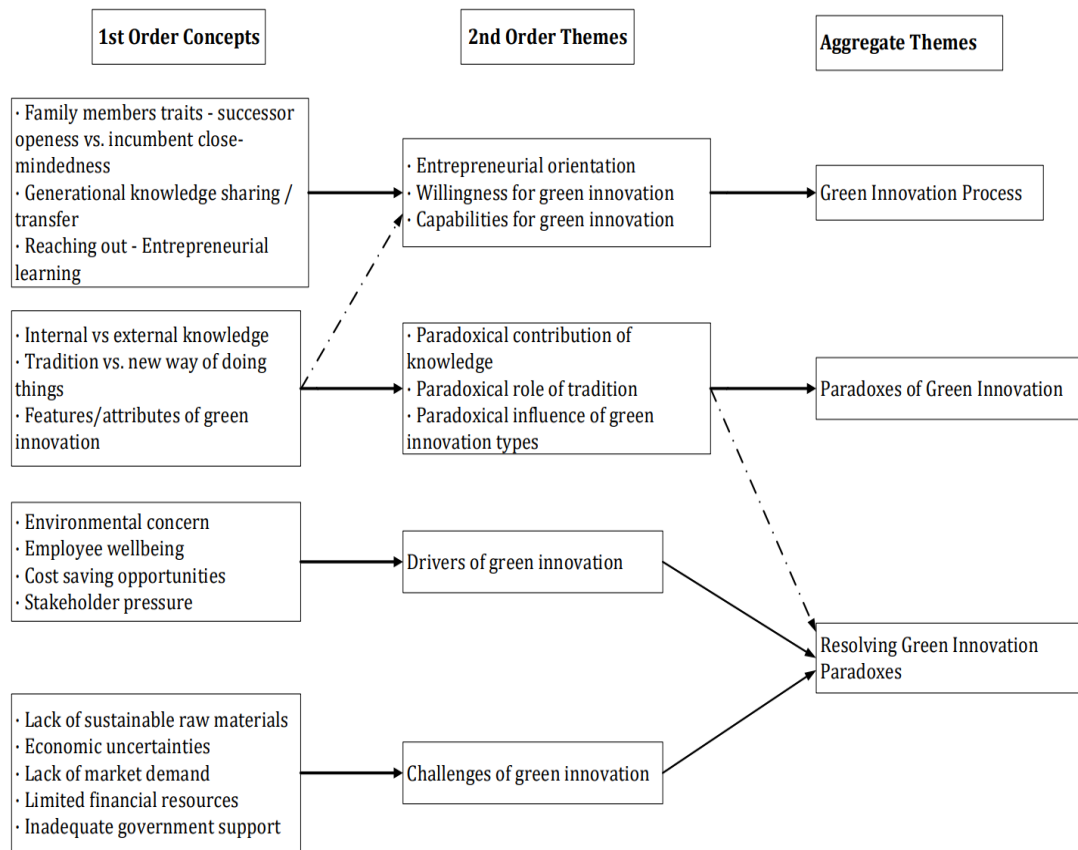 1st Order Concepts
2nd Order Themes
Aggregate Themes
· Family members traits - successor
openess vs. incumbent close-
mindedness
· Generational knowledge sharing /
transfer
· Reaching out - Entrepreneurial
learning
· Entrepreneurial orientation
· Willingness for green innovation
· Capabilities for green innovation
Green Innovation Process
· Internal vs external knowledge
· Tradition vs. new way of doing
things
· Features/attributes of green
innovation
· Paradoxical contribution of
knowledge
· Paradoxical role of tradition
· Paradoxical influence of green
innovation types
Paradoxes of Green Innovation
· Environmental concern
· Employee wellbeing
· Cost saving opportunities
· Stakeholder pressure
Drivers of green innovation
Resolving Green Innovation
Paradoxes
· Lack of sustainable raw materials
· Economic uncertainties
· Lack of market demand
· Limited financial resources
· Inadequate government support
Challenges of green innovation